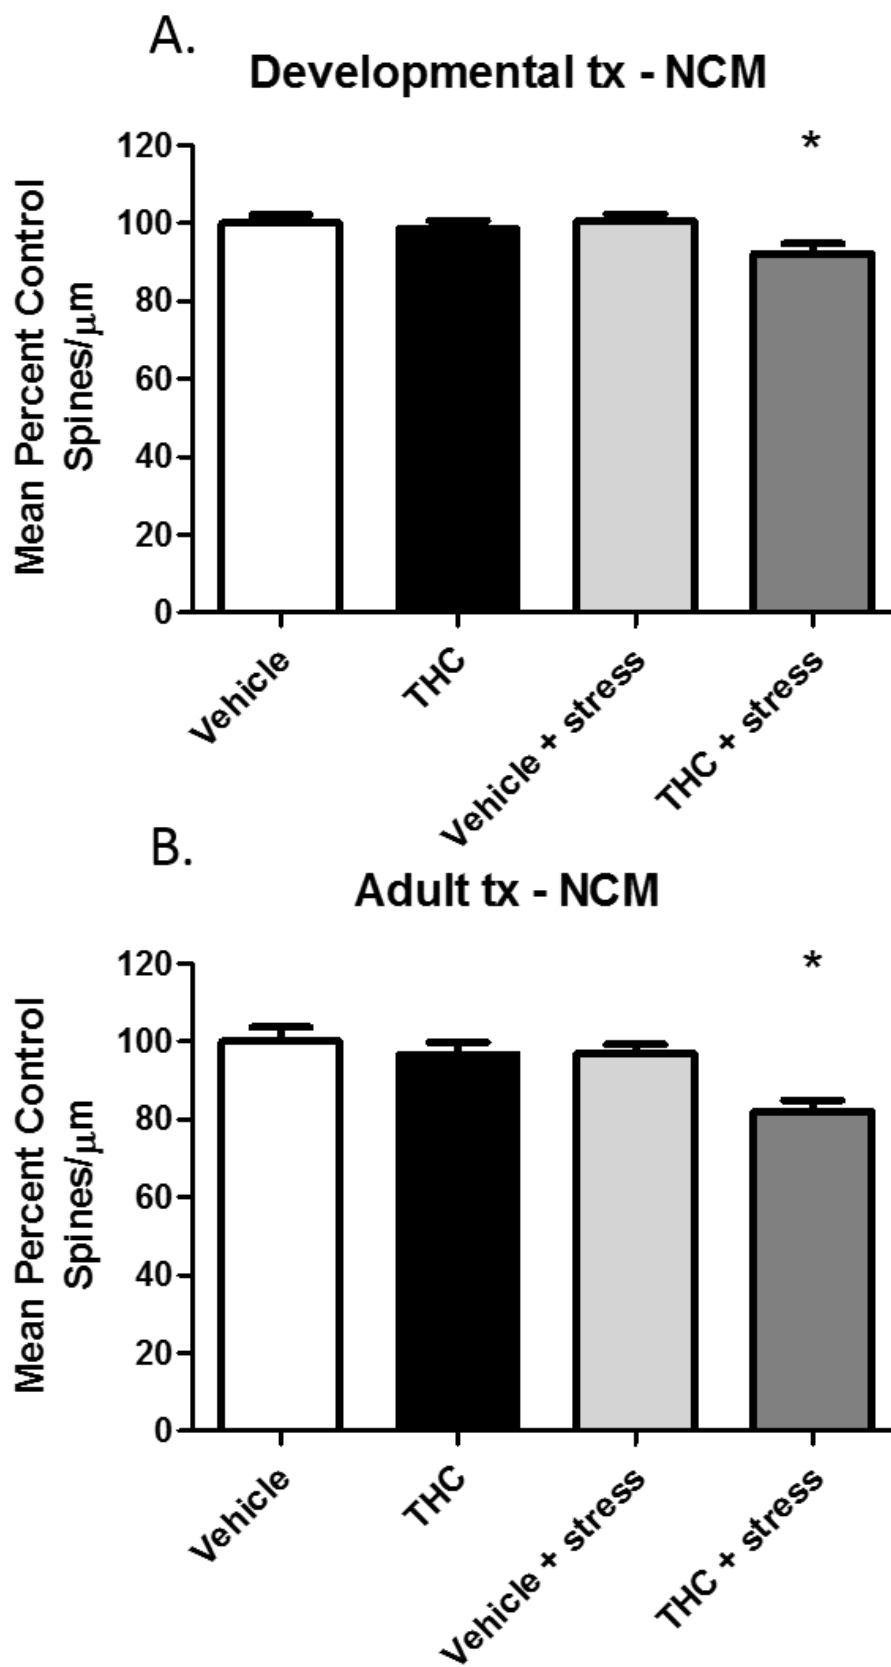 A.
Developmental tx - NCM
*
Mean Percent Control
Spines/μm
120
100
80
60
40
20
0
Vehicle
THC
Vehicle + stress
THC + stress
B.
Adult tx - NCM
*
Mean Percent Control
Spines/μm
120
100
80
60
40
20
0
Vehicle
THC
Vehicle + stress
THC + stress